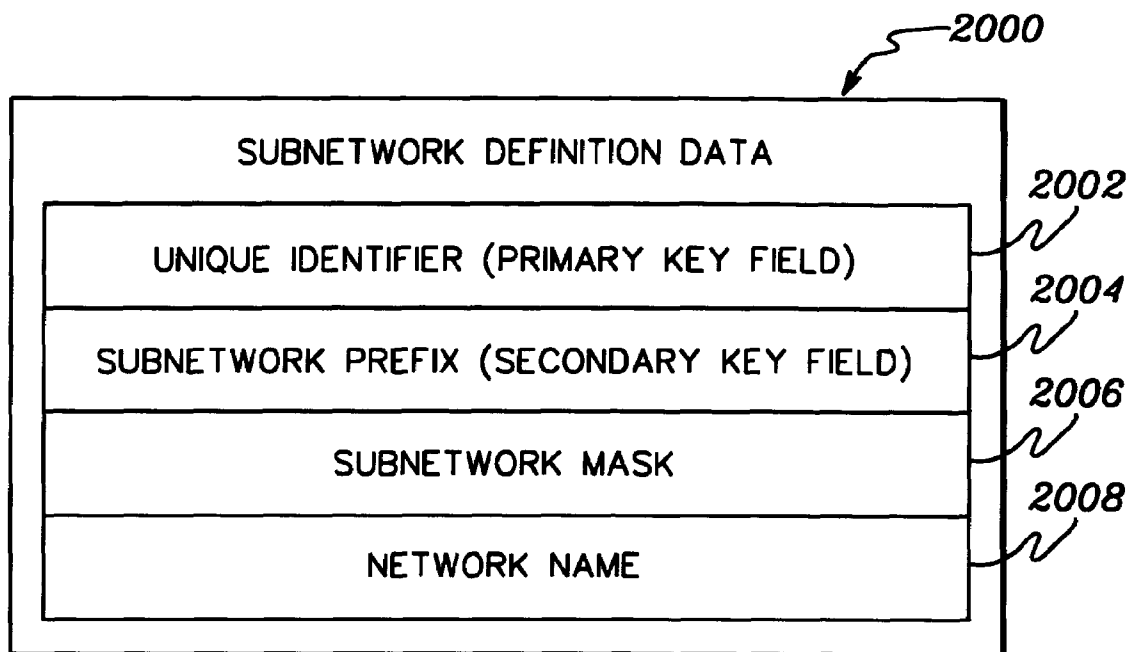 2000
SUBNETWORK DEFINITION DATA
2002
UNIQUE IDENTIFIER (PRIMARY KEY FIELD)
2004
SUBNETWORK PREFIX (SECONDARY KEY FIELD)
2006
SUBNETWORK MASK
2008
NETWORK NAME